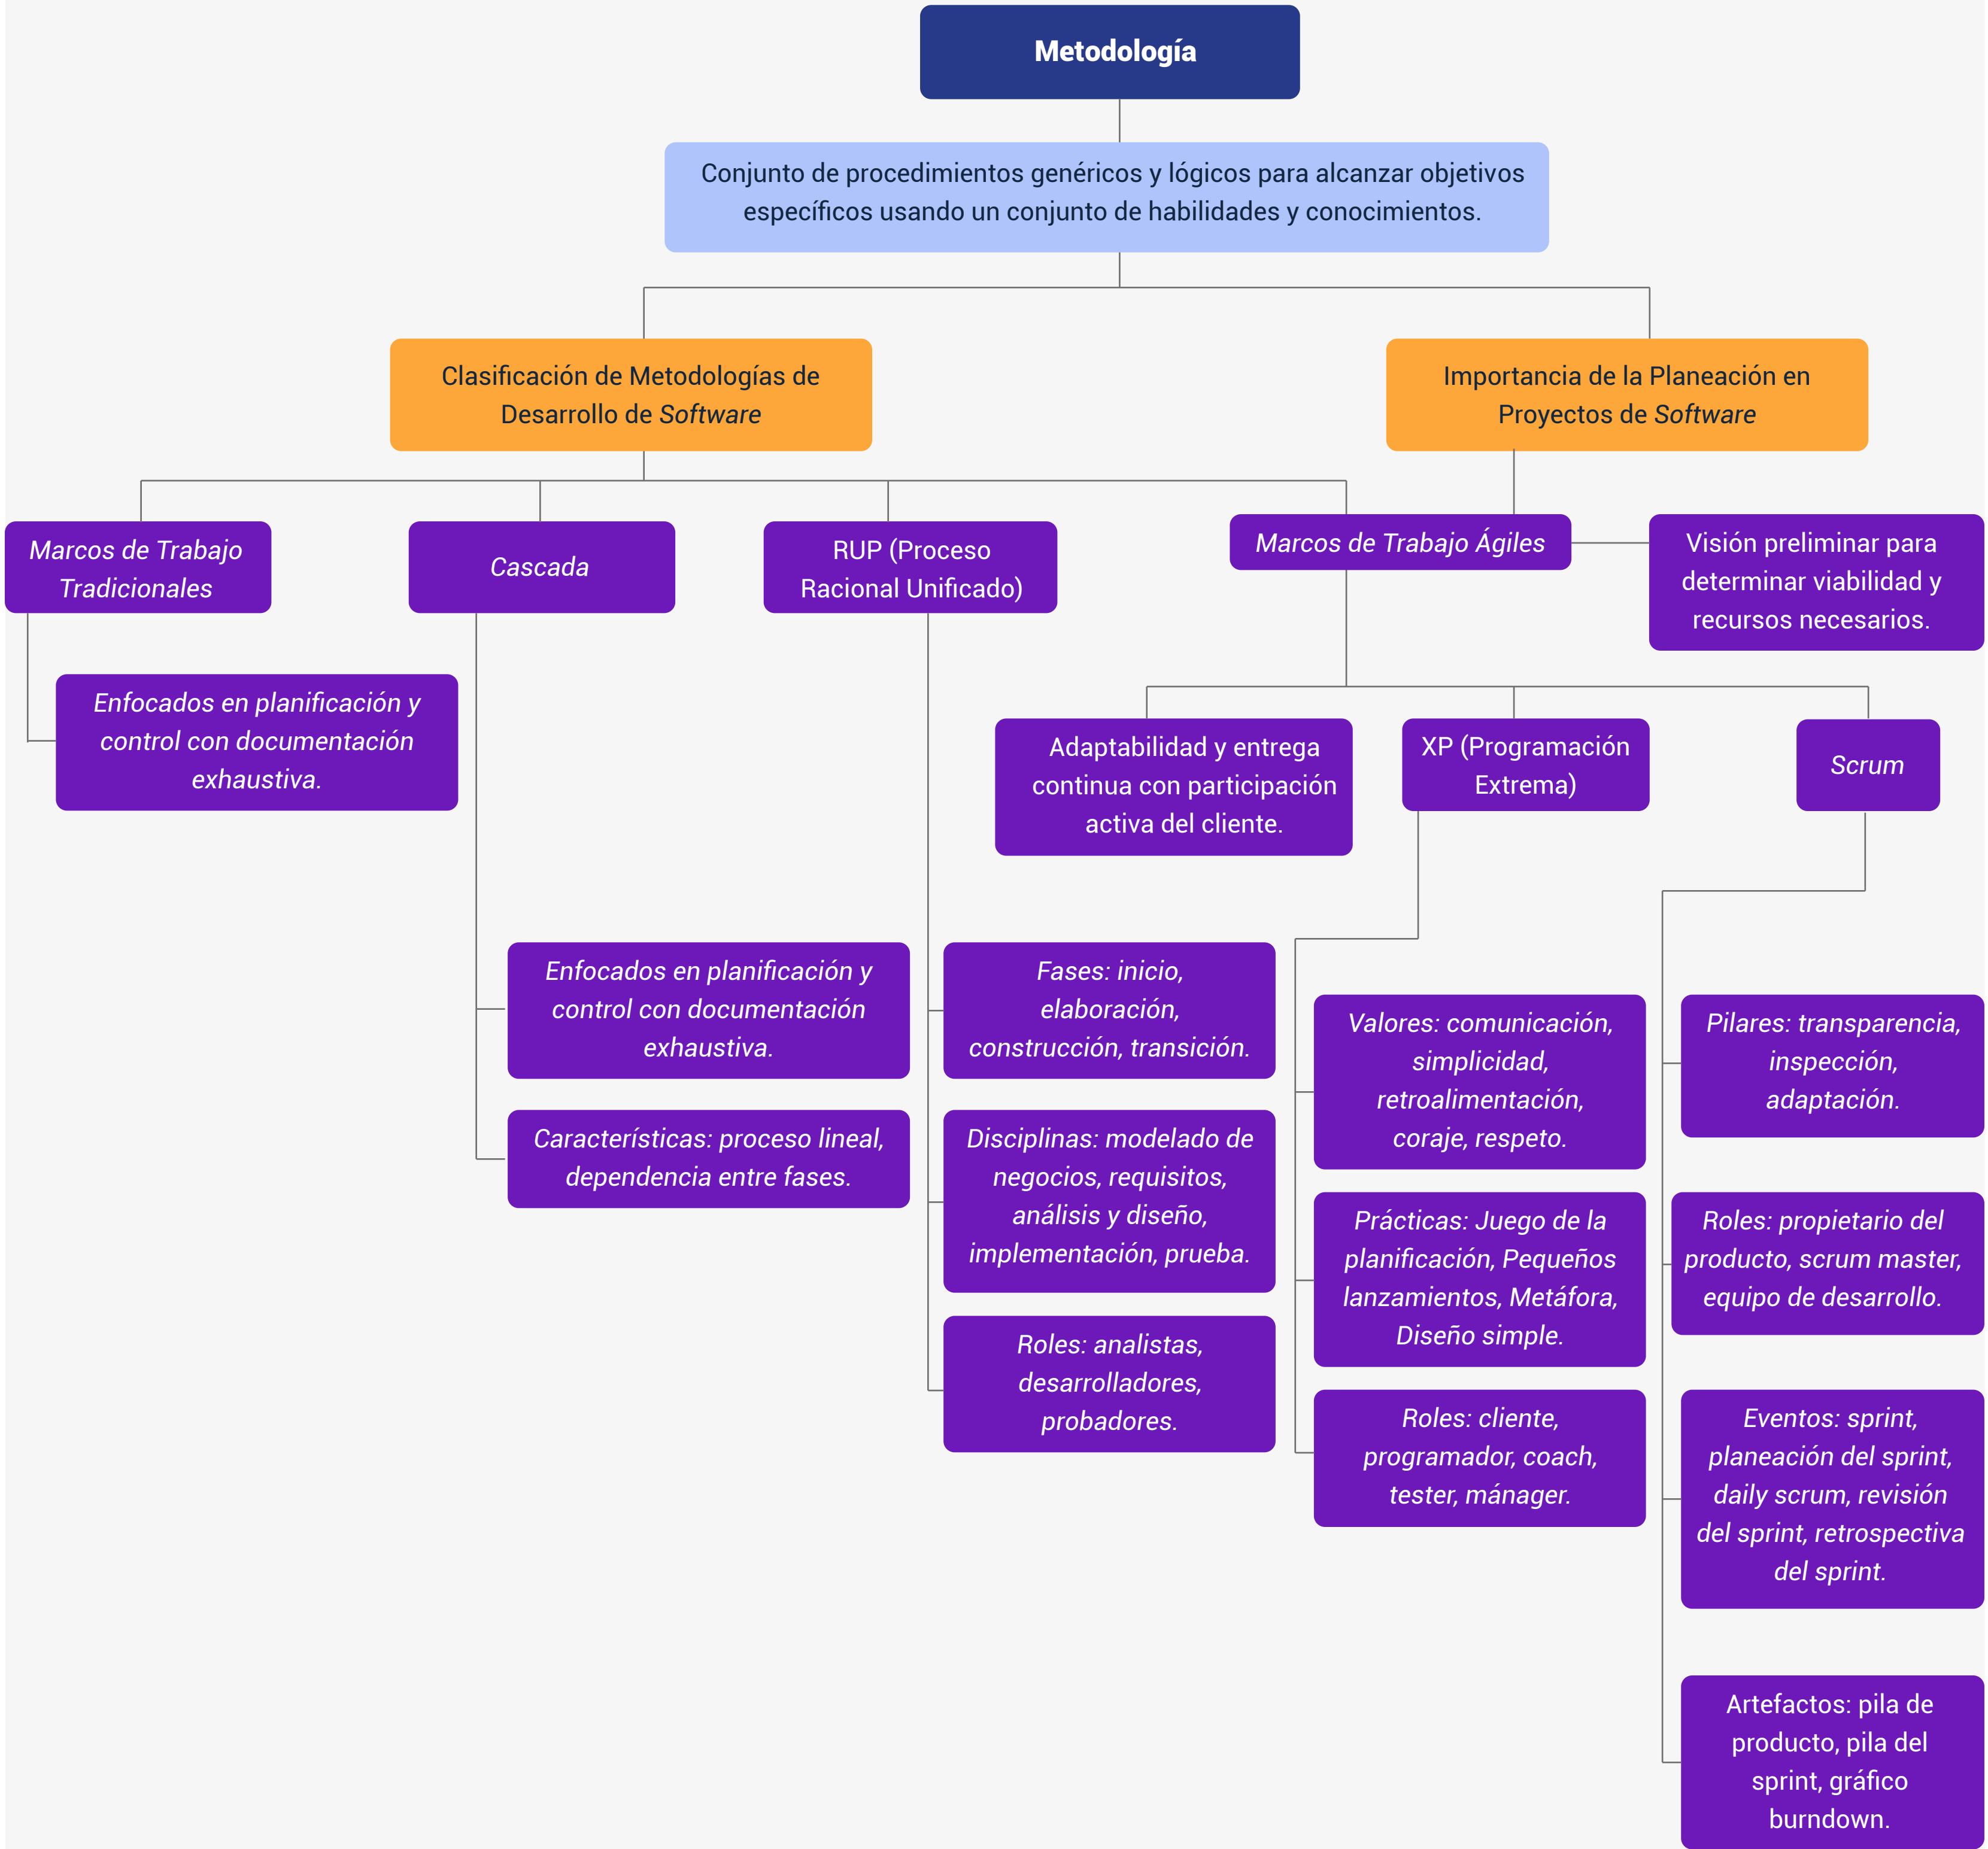 Metodología
Conjunto de procedimientos genéricos y lógicos para alcanzar objetivos
específicos usando un conjunto de habilidades y conocimientos.
Clasificación de Metodologías de
Desarrollo de Software
Importancia de la Planeación en
Proyectos de Software
Marcos de Trabajo
Tradicionales
Cascada
RUP (Proceso
Racional Unificado)
Marcos de Trabajo Ágiles
Visión preliminar para
determinar viabilidad y
recursos necesarios.
Enfocados en planificación y
control con documentación
exhaustiva.
Adaptabilidad y entrega
continua con participación
activa del cliente.
XP (Programación
Extrema)
Scrum
Enfocados en planificación y
control con documentación
exhaustiva.
Características: proceso lineal,
dependencia entre fases.
Fases: inicio,
elaboración,
construcción, transición.
Disciplinas: modelado de
negocios, requisitos,
análisis y diseño,
implementación, prueba.
Roles: analistas,
desarrolladores,
probadores.
Valores: comunicación,
simplicidad,
retroalimentación,
coraje, respeto.
Prácticas: Juego de la
planificación, Pequeños
lanzamientos, Metáfora,
Diseño simple.
Roles: cliente,
programador, coach,
tester, mánager.
Pilares: transparencia,
inspección,
adaptación.
Roles: propietario del
producto, scrum master,
equipo de desarrollo.
Eventos: sprint,
planeación del sprint,
daily scrum, revisión
del sprint, retrospectiva
del sprint.
Artefactos: pila de
producto, pila del
sprint, gráfico
burndown.